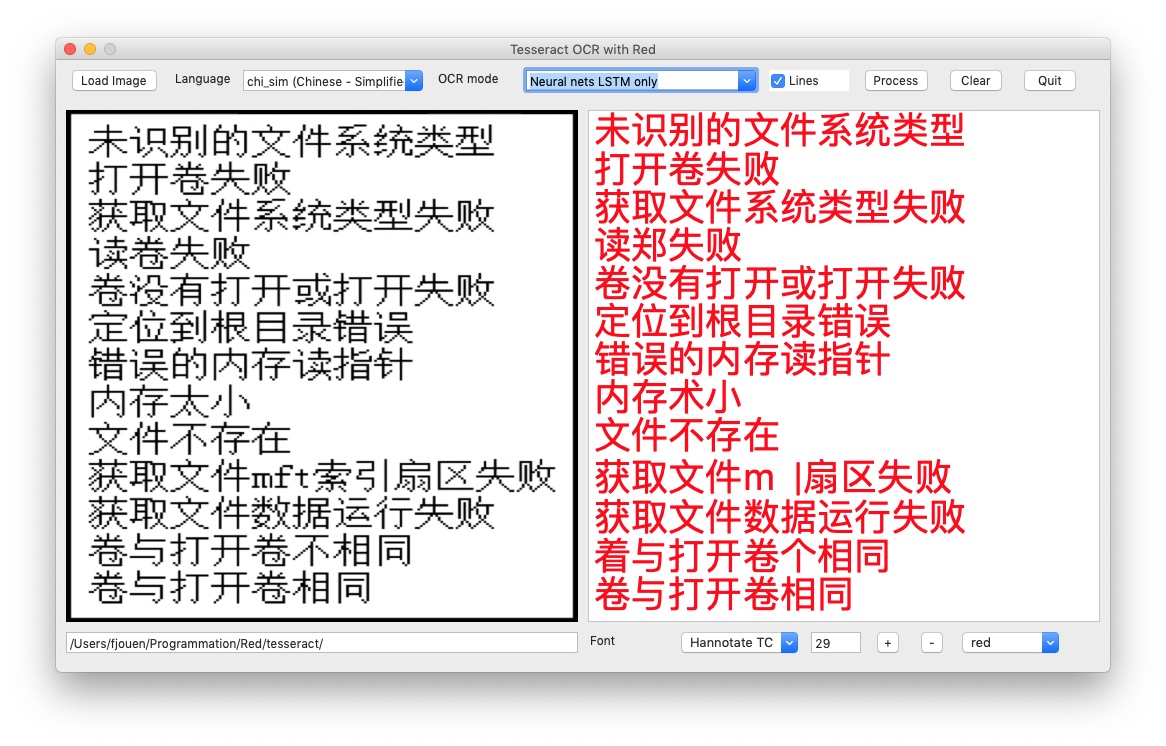 Tesseract OCR with Red
Load Image Language chi_sim (Chinese - Simplifie OCR mode Neural nets LSTM only Lines Process Clear Quit
未识别的文件系统类型
打开卷失败
获取文件系统类型失败
读卷失败
卷没有打开或打开失败
定位到根目录错误
错误的内存读指针
内存太小
文件不存在
获取文件mft索引扇区失败
获取文件数据运行失败
卷与打开卷不相同
卷与打开卷相同
未识别的文件系统类型
打开卷失败
获取文件系统类型失败
读郑失败
卷没有打开或打开失败
定位到根目录错误
错误的内存读指针
内存术小
文件不存在
获取文件m |扇区失败
获取文件数据运行失败
着与打开卷个相同
卷与打开卷相同
/Users/fjouen/Programmation/Red/tesseract/ Font Hannotate TC 29 + - red